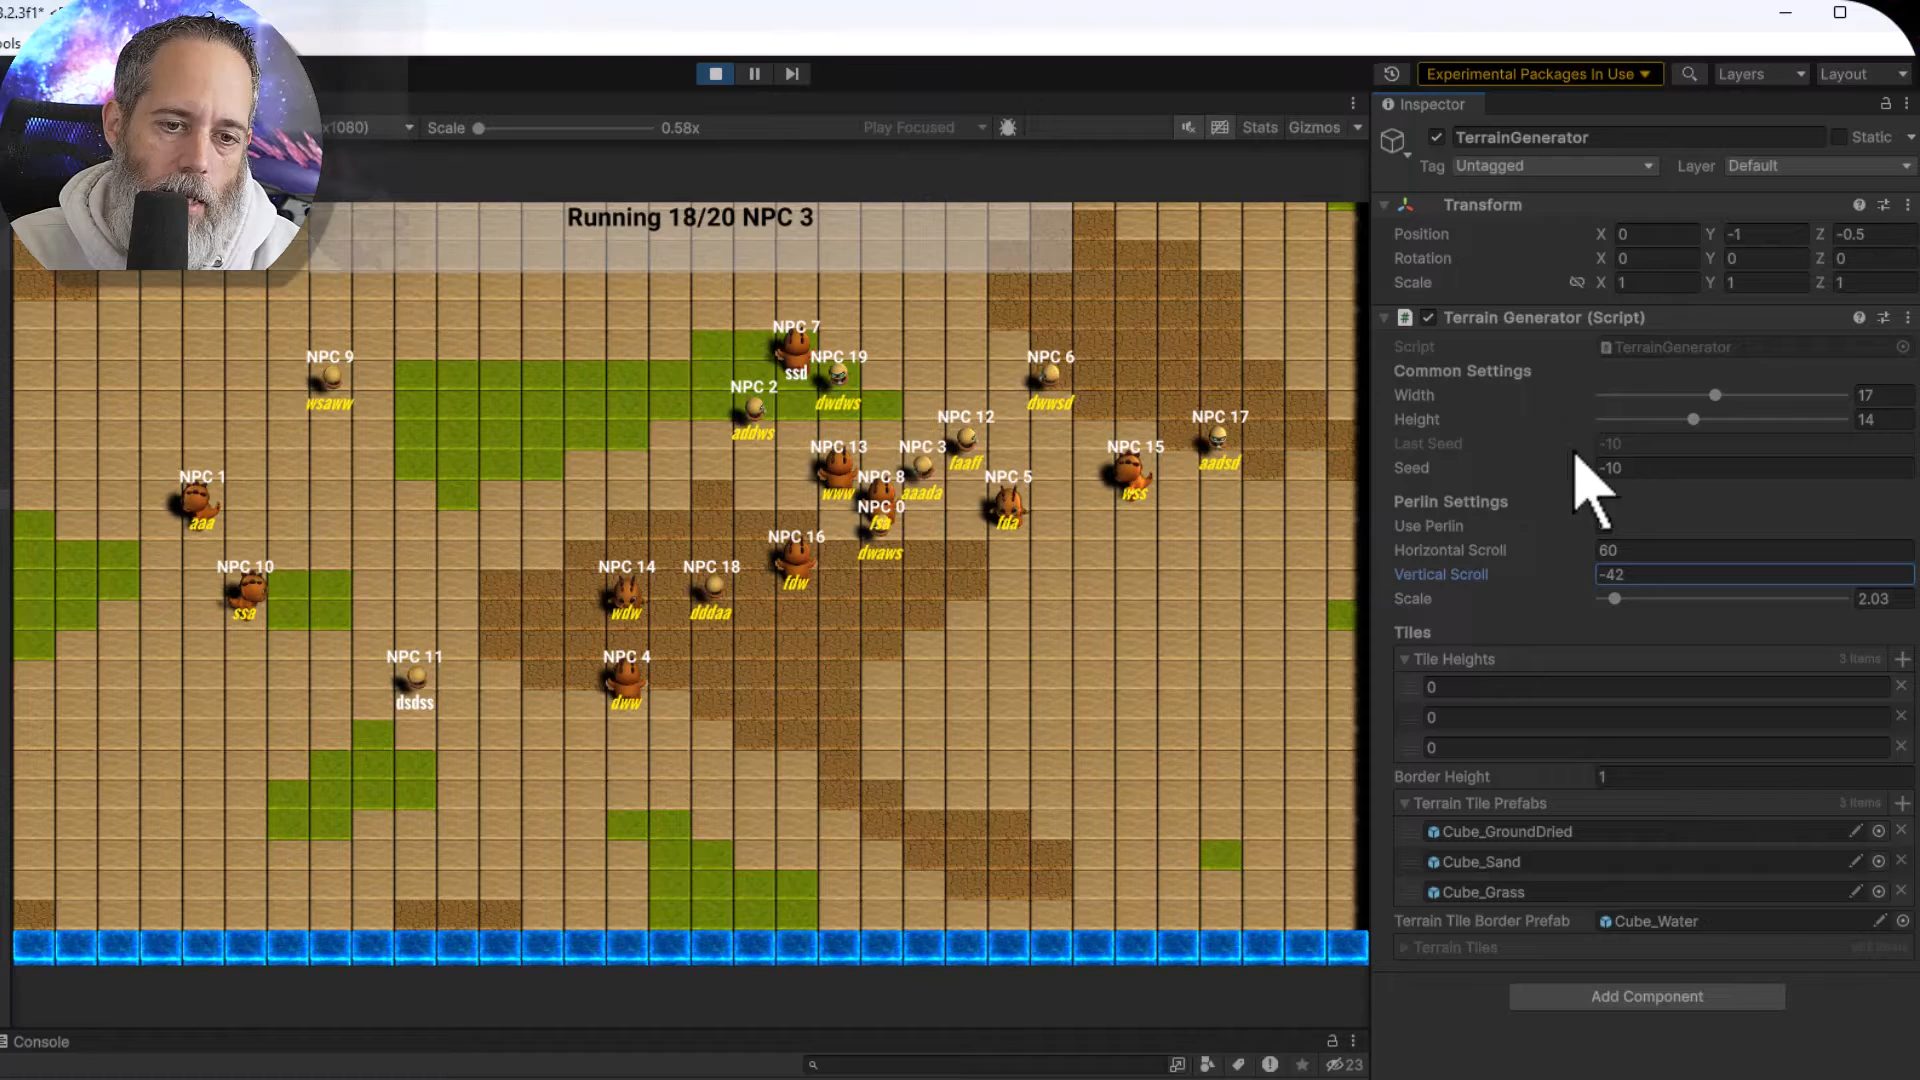 3.2.3f1*
ools
Experimental Packages In Use
Layers
Layout
x1080)
Scale
0.58x
Play Focused
Stats
Gizmos
Inspector
TerrainGenerator
Static
Tag Untagged
Layer Default
Running 18/20 NPC 3
Transform
Position X 0 Y -1 Z -0.5
Rotation X 0 Y 0 Z 0
Scale X 1 Y 1 Z 1
Terrain Generator (Script)
Script TerrainGenerator
Common Settings
Width 17
Height 14
Last Seed -10
Seed -10
Perlin Settings
Use Perlin
Horizontal Scroll 60
Vertical Scroll -42
Scale 2.03
Tiles
Tile Heights 3 items
0
0
0
Border Height 1
Terrain Tile Prefabs 3 items
Cube_GroundDried
Cube_Sand
Cube_Grass
Terrain Tile Border Prefab Cube_Water
Terrain Tiles
Add Component
NPC 7
ssd
NPC 9
wsaww
NPC 19
dwdws
NPC 6
dwwsd
NPC 2
addws
NPC 12
faaff
NPC 17
aadsd
NPC 13
www
NPC 3
aaada
NPC 15
wss
NPC 1
aaa
NPC 8
fsa
NPC 5
fda
NPC 0
dwaws
NPC 16
fdw
NPC 10
ssa
NPC 14
wdw
NPC 18
dddaa
NPC 11
dsdss
NPC 4
dww
Console
23